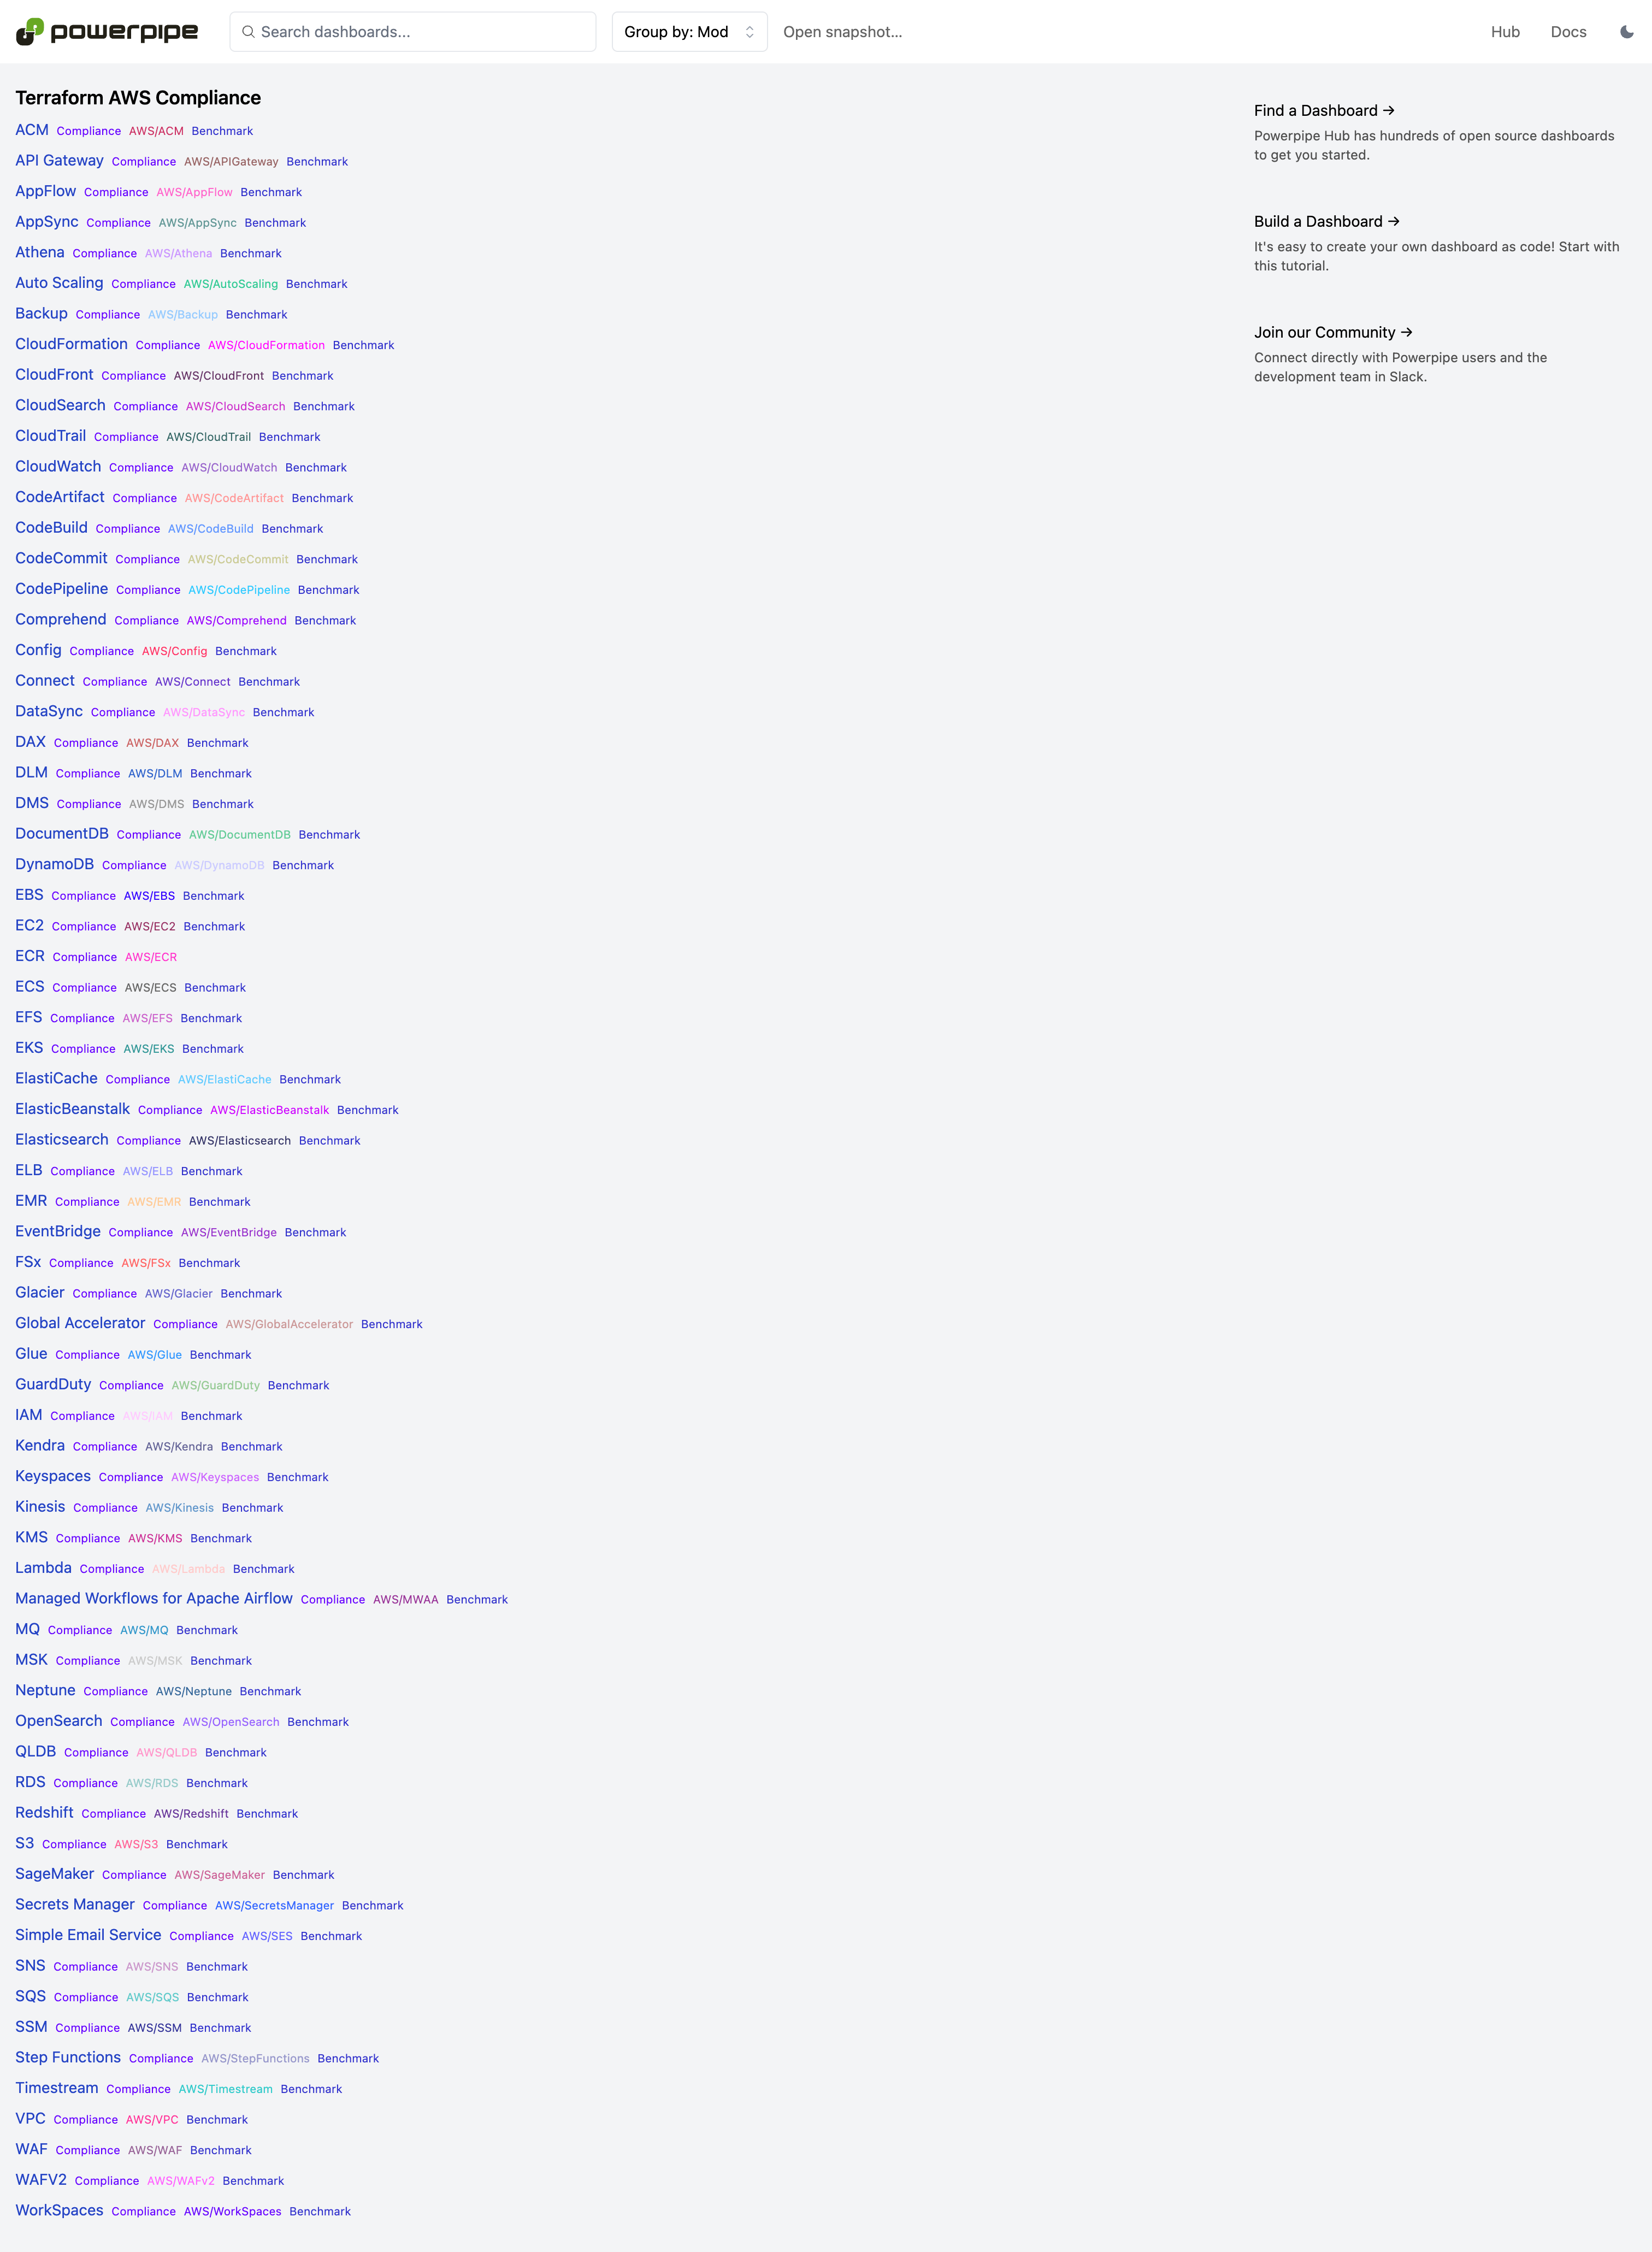 powerpipe Search dashboards... Group by: Mod Open snapshot... Hub Docs
Terraform AWS Compliance
ACM Compliance AWS/ACM Benchmark
API Gateway Compliance AWS/APIGateway Benchmark
AppFlow Compliance AWS/AppFlow Benchmark
AppSync Compliance AWS/AppSync Benchmark
Athena Compliance AWS/Athena Benchmark
Auto Scaling Compliance AWS/AutoScaling Benchmark
Backup Compliance AWS/Backup Benchmark
CloudFormation Compliance AWS/CloudFormation Benchmark
CloudFront Compliance AWS/CloudFront Benchmark
CloudSearch Compliance AWS/CloudSearch Benchmark
CloudTrail Compliance AWS/CloudTrail Benchmark
CloudWatch Compliance AWS/CloudWatch Benchmark
CodeArtifact Compliance AWS/CodeArtifact Benchmark
CodeBuild Compliance AWS/CodeBuild Benchmark
CodeCommit Compliance AWS/CodeCommit Benchmark
CodePipeline Compliance AWS/CodePipeline Benchmark
Comprehend Compliance AWS/Comprehend Benchmark
Config Compliance AWS/Config Benchmark
Connect Compliance AWS/Connect Benchmark
DataSync Compliance AWS/DataSync Benchmark
DAX Compliance AWS/DAX Benchmark
DLM Compliance AWS/DLM Benchmark
DMS Compliance AWS/DMS Benchmark
DocumentDB Compliance AWS/DocumentDB Benchmark
DynamoDB Compliance AWS/DynamoDB Benchmark
EBS Compliance AWS/EBS Benchmark
EC2 Compliance AWS/EC2 Benchmark
ECR Compliance AWS/ECR
ECS Compliance AWS/ECS Benchmark
EFS Compliance AWS/EFS Benchmark
EKS Compliance AWS/EKS Benchmark
ElastiCache Compliance AWS/ElastiCache Benchmark
ElasticBeanstalk Compliance AWS/ElasticBeanstalk Benchmark
Elasticsearch Compliance AWS/Elasticsearch Benchmark
ELB Compliance AWS/ELB Benchmark
EMR Compliance AWS/EMR Benchmark
EventBridge Compliance AWS/EventBridge Benchmark
FSx Compliance AWS/FSx Benchmark
Glacier Compliance AWS/Glacier Benchmark
Global Accelerator Compliance AWS/GlobalAccelerator Benchmark
Glue Compliance AWS/Glue Benchmark
GuardDuty Compliance AWS/GuardDuty Benchmark
IAM Compliance AWS/IAM Benchmark
Kendra Compliance AWS/Kendra Benchmark
Keyspaces Compliance AWS/Keyspaces Benchmark
Kinesis Compliance AWS/Kinesis Benchmark
KMS Compliance AWS/KMS Benchmark
Lambda Compliance AWS/Lambda Benchmark
Managed Workflows for Apache Airflow Compliance AWS/MWAA Benchmark
MQ Compliance AWS/MQ Benchmark
MSK Compliance AWS/MSK Benchmark
Neptune Compliance AWS/Neptune Benchmark
OpenSearch Compliance AWS/OpenSearch Benchmark
QLDB Compliance AWS/QLDB Benchmark
RDS Compliance AWS/RDS Benchmark
Redshift Compliance AWS/Redshift Benchmark
S3 Compliance AWS/S3 Benchmark
SageMaker Compliance AWS/SageMaker Benchmark
Secrets Manager Compliance AWS/SecretsManager Benchmark
Simple Email Service Compliance AWS/SES Benchmark
SNS Compliance AWS/SNS Benchmark
SQS Compliance AWS/SQS Benchmark
SSM Compliance AWS/SSM Benchmark
Step Functions Compliance AWS/StepFunctions Benchmark
Timestream Compliance AWS/Timestream Benchmark
VPC Compliance AWS/VPC Benchmark
WAF Compliance AWS/WAF Benchmark
WAFV2 Compliance AWS/WAFv2 Benchmark
WorkSpaces Compliance AWS/WorkSpaces Benchmark
Find a Dashboard →
Powerpipe Hub has hundreds of open source dashboards
to get you started.
Build a Dashboard →
It's easy to create your own dashboard as code! Start with
this tutorial.
Join our Community →
Connect directly with Powerpipe users and the
development team in Slack.